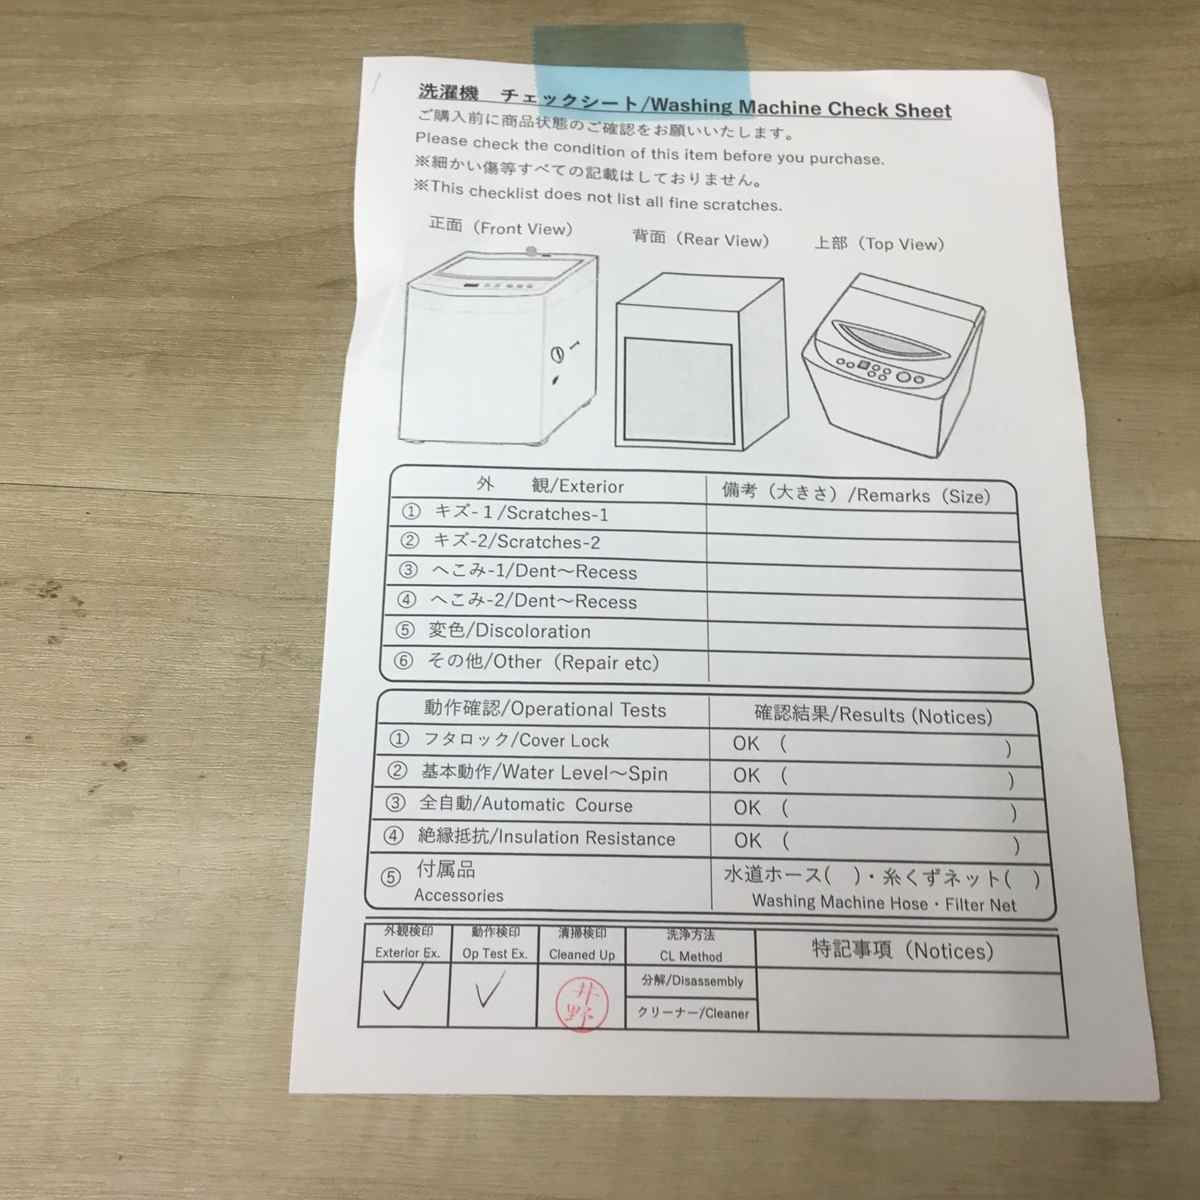 洗濯機　チェックシート/Washing Machine Check Sheet
ご購入前に商品状態のご確認をお願いいたします。
Please check the condition of this item before you purchase.
※細かい傷等すべての記載はしておりません。
※This checklist does not list all fine scratches.
正面（Front View） 背面（Rear View） 上部（Top View）
外　観/Exterior 備考（大きさ）/Remarks（Size）
① キズ-１/Scratches-1
② キズ-2/Scratches-2
③ へこみ-1/Dent～Recess
④ へこみ-2/Dent～Recess
⑤ 変色/Discoloration
⑥ その他/Other（Repair etc）
動作確認/Operational Tests 確認結果/Results (Notices)
① フタロック/Cover Lock OK ( )
② 基本動作/Water Level～Spin OK ( )
③ 全自動/Automatic Course OK ( )
④ 絶縁抵抗/Insulation Resistance OK ( )
⑤ 付属品 水道ホース( )・糸くずネット( )
Accessories Washing Machine Hose・Filter Net
外観検印 動作検印 清掃検印 洗浄方法 特記事項（Notices）
Exterior Ex. Op Test Ex. Cleaned Up CL Method
分解/Disassembly
クリーナー/Cleaner
井野